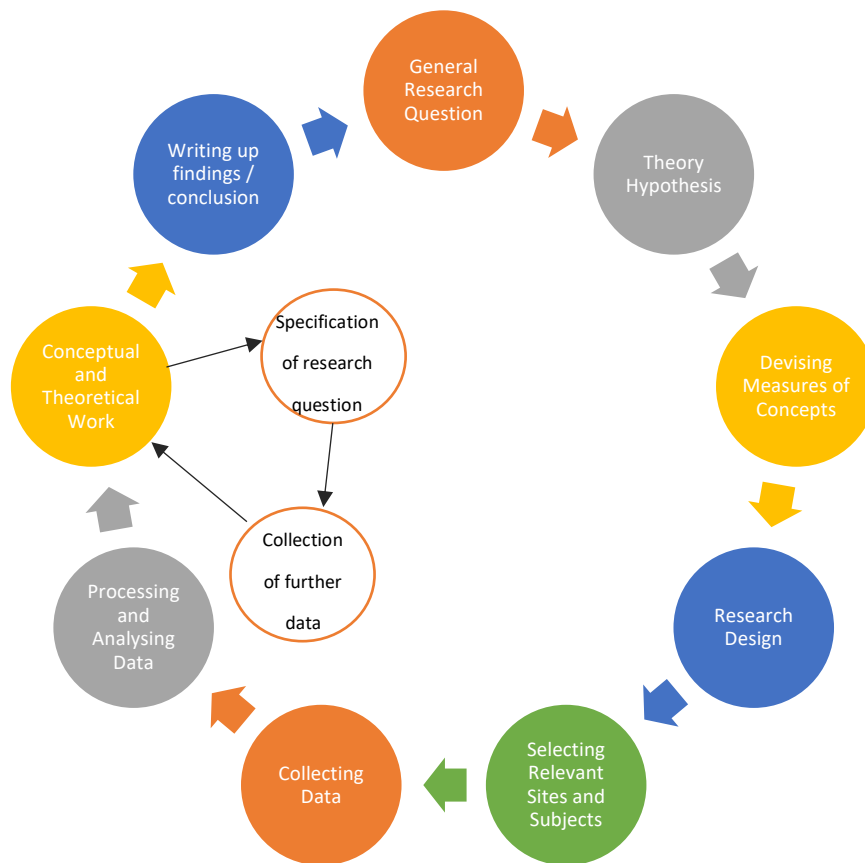 General
Research
Question
Theory
Hypothesis
Devising
Measures of
Concepts
Research
Design
Selecting
Relevant
Sites and
Subjects
Collecting
Data
Processing
and
Analysing
Data
Conceptual
and
Theoretical
Work
Writing up
findings /
conclusion
Specification
of research
question
Collection
of further
data